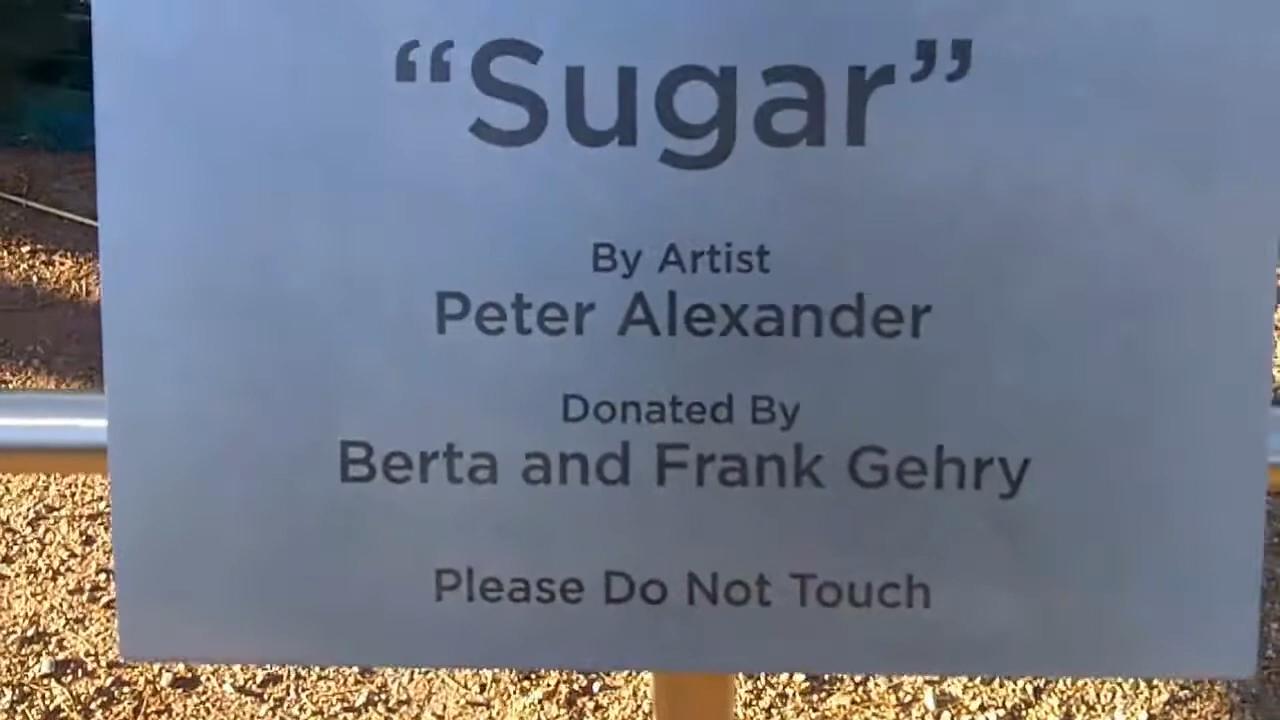 “Sugar”
By Artist
Peter Alexander
Donated By
Berta and Frank Gehry
Please Do Not Touch